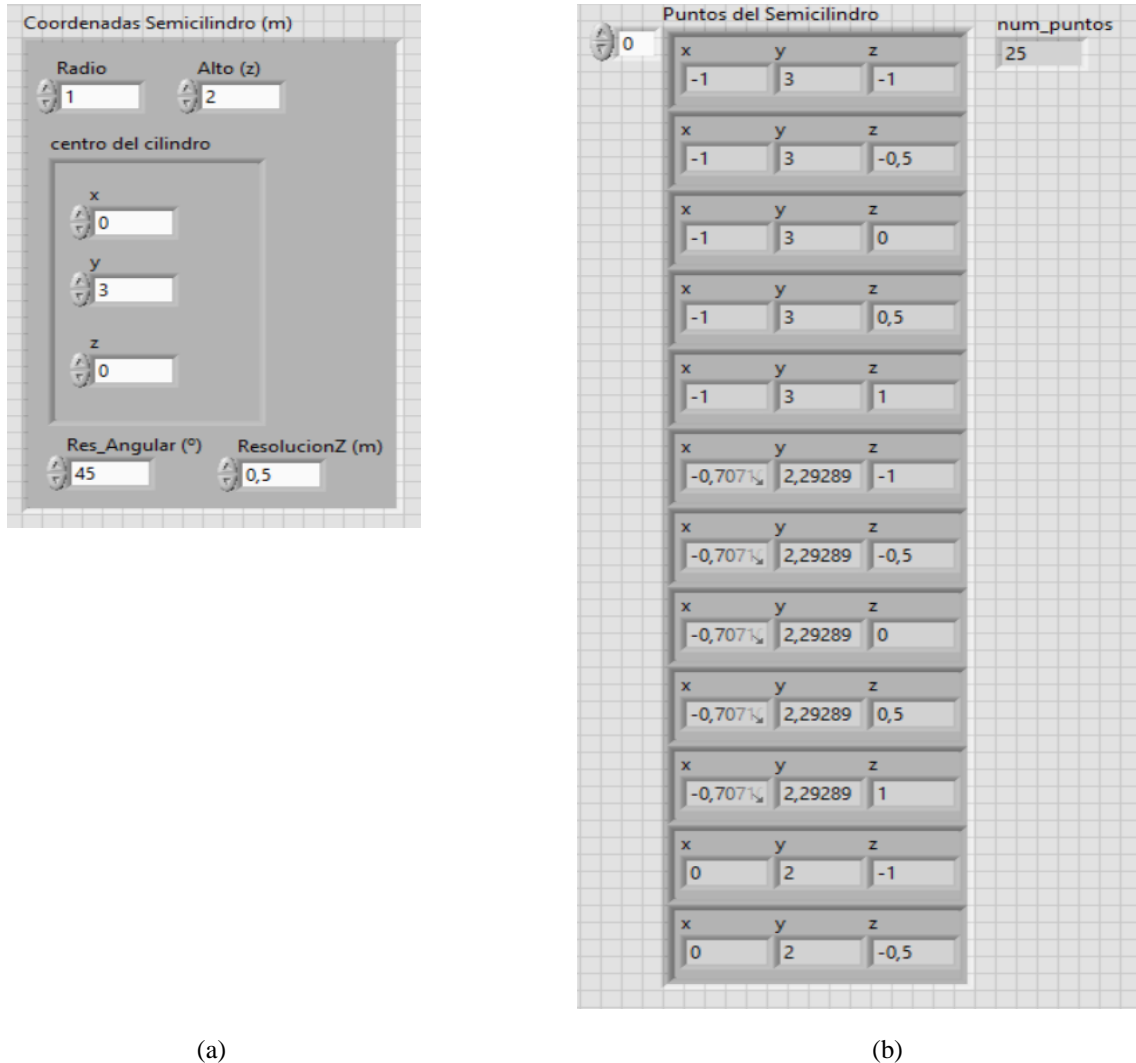 Coordenadas Semicilindro (m)
Radio Alto (z)
1 2
centro del cilindro
x
0
y
3
z
0
Res_Angular (º) ResolucionZ (m)
45 0,5
(a)
Puntos del Semicilindro num_puntos
0 25
x y z
-1 3 -1
x y z
-1 3 -0,5
x y z
-1 3 0
x y z
-1 3 0,5
x y z
-1 3 1
x y z
-0,7071 2,29289 -1
x y z
-0,7071 2,29289 -0,5
x y z
-0,7071 2,29289 0
x y z
-0,7071 2,29289 0,5
x y z
-0,7071 2,29289 1
x y z
0 2 -1
x y z
0 2 -0,5
(b)